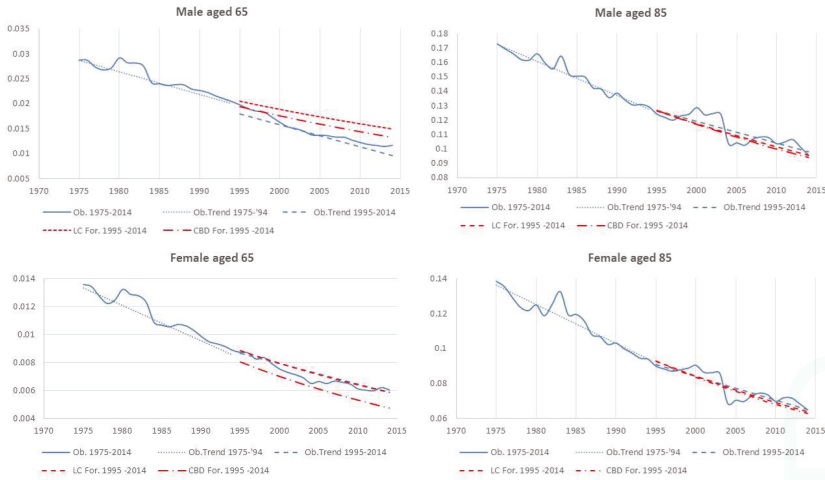 Male aged 65
0.035
0.03
0.025
0.02
0.015
0.01
0.005
1970 1975 1980 1985 1990 1995 2000 2005 2010 2015
Ob. 1975-2014 Ob.Trend 1975-'94 Ob.Trend 1995-2014
LC For. 1995 -2014 CBD For. 1995 -2014
Male aged 85
0.18
0.17
0.16
0.15
0.14
0.13
0.12
0.11
0.1
0.09
0.08
1970 1975 1980 1985 1990 1995 2000 2005 2010 2015
Ob. 1975-2014 Ob.Trend 1975-'94 Ob.Trend 1995-2014
LC For. 1995 -2014 CBD For. 1995 -2014
Female aged 65
0.014
0.012
0.01
0.008
0.006
0.004
1970 1975 1980 1985 1990 1995 2000 2005 2010 2015
Ob. 1975-2014 Ob.Trend 1975-'94 Ob.Trend 1995-2014
LC For. 1995 -2014 CBD For. 1995 -2014
Female aged 85
0.14
0.12
0.1
0.08
0.06
1970 1975 1980 1985 1990 1995 2000 2005 2010 2015
Ob. 1975-2014 Ob.Trend 1975-'94 Ob.Trend 1995-2014
LC For. 1995 -2014 CBD For. 1995 -2014